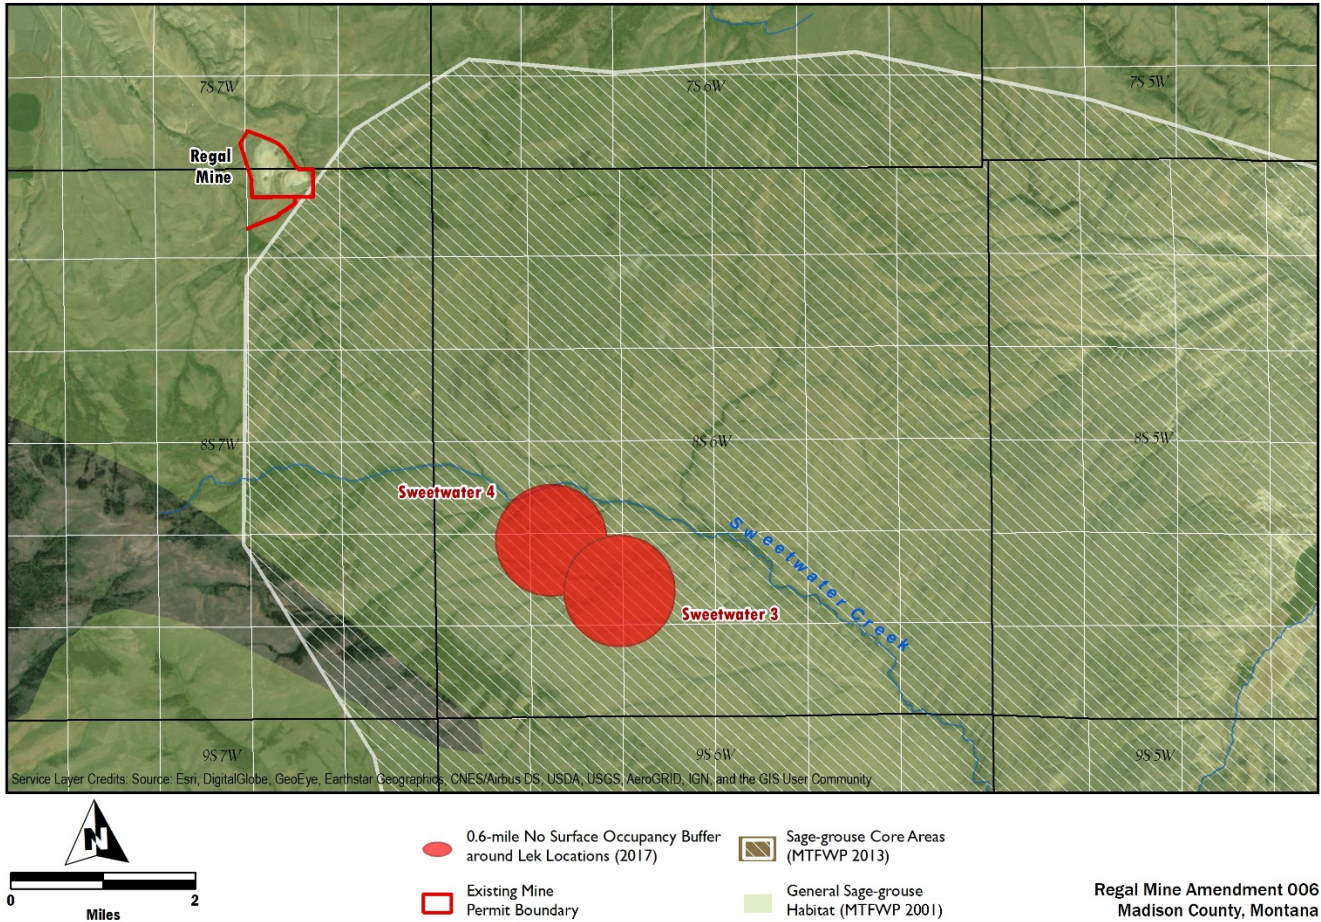 7S 7W
7S 6W
7S 5W
Regal
Mine
8S 7W
8S 6W
8S 5W
Sweetwater 4
Sweetwater Creek
Sweetwater 3
9S 7W
9S 6W
9S 5W
Service Layer Credits: Source: Esri, DigitalGlobe, GeoEye, Earthstar Geographics, CNES/Airbus DS, USDA, USGS, AeroGRID, IGN, and the GIS User Community
N
0
2
Miles
0.6-mile No Surface Occupancy Buffer
around Lek Locations (2017)
Existing Mine
Permit Boundary
Sage-grouse Core Areas
(MTFWP 2013)
General Sage-grouse
Habitat (MTFWP 2001)
Regal Mine Amendment 006
Madison County, Montana